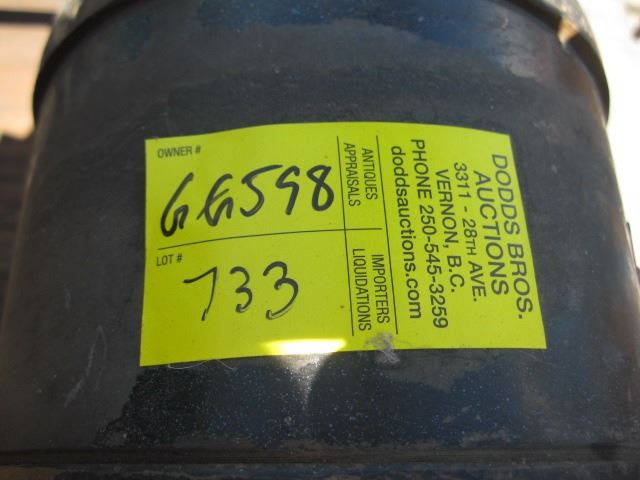 OWNER #
GG598
LOT #
733
ANTIQUES
APPRAISALS
IMPORTERS
LIQUIDATIONS
DODDS BROS.
AUCTIONS
3311 - 28TH AVE.
VERNON, B.C.
PHONE 250-545-3259
doddsauctions.com